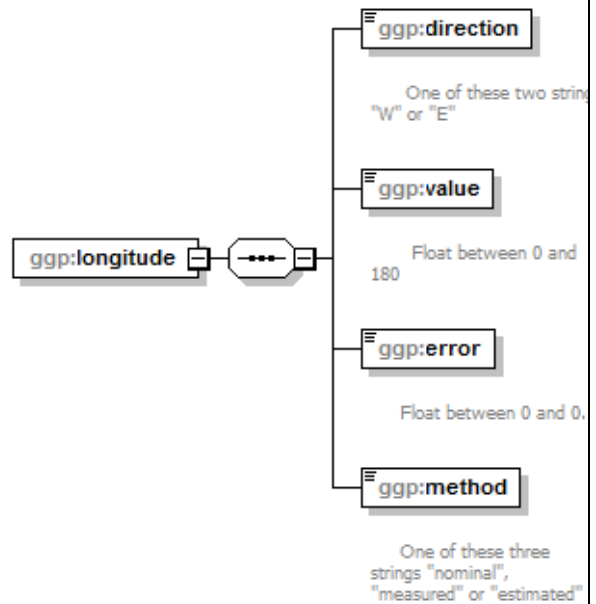 ggp:direction
One of these two string
"W" or "E"
ggp:value
Float between 0 and
180
ggp:longitude
ggp:error
Float between 0 and 0.
ggp:method
One of these three
strings "nominal",
"measured" or "estimated"